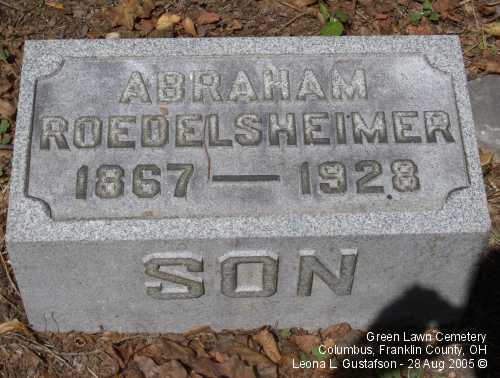 ABRAHAM
ROEDELSHEIMER
1867 — 1928
SON
Green Lawn Cemetery
Columbus, Franklin County, OH
Leona L. Gustafson - 28 Aug 2005 ©